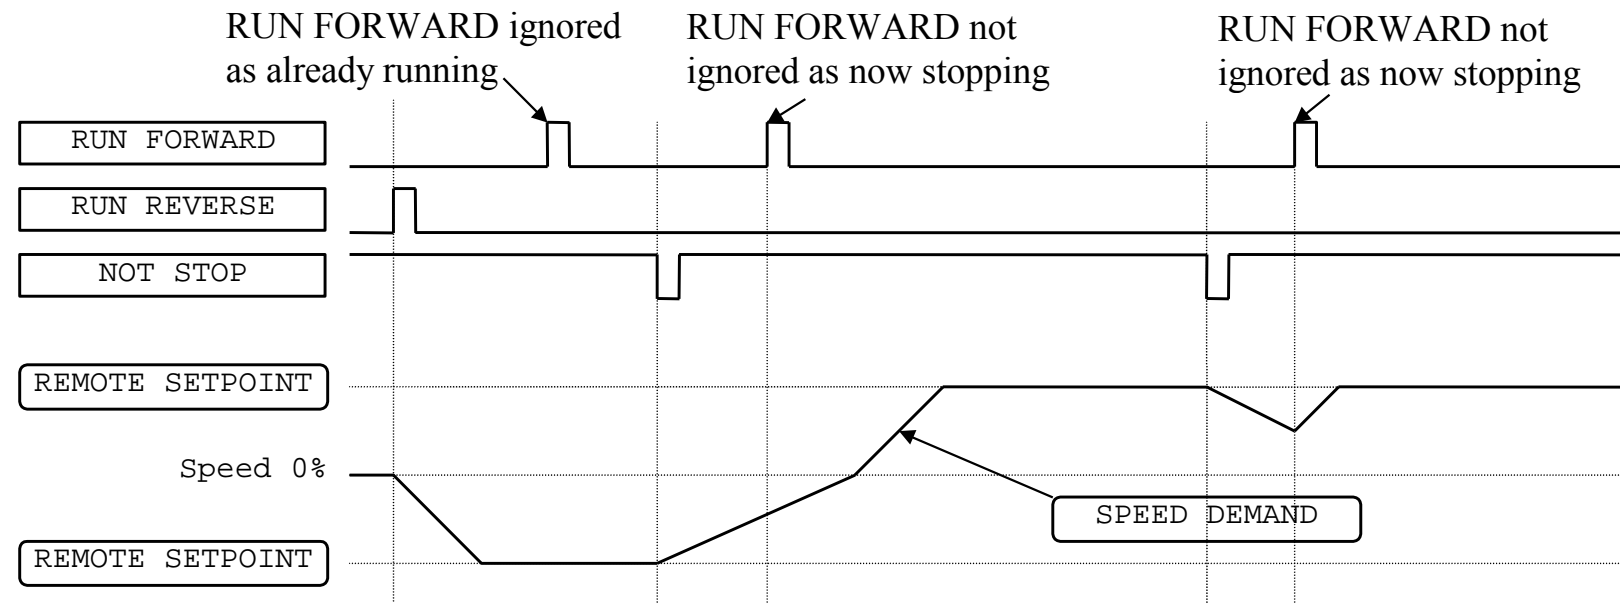 RUN FORWARD ignored
as already running
RUN FORWARD not
ignored as now stopping
RUN FORWARD not
ignored as now stopping
RUN FORWARD
RUN REVERSE
NOT STOP
REMOTE SETPOINT
Speed 0%
SPEED DEMAND
REMOTE SETPOINT